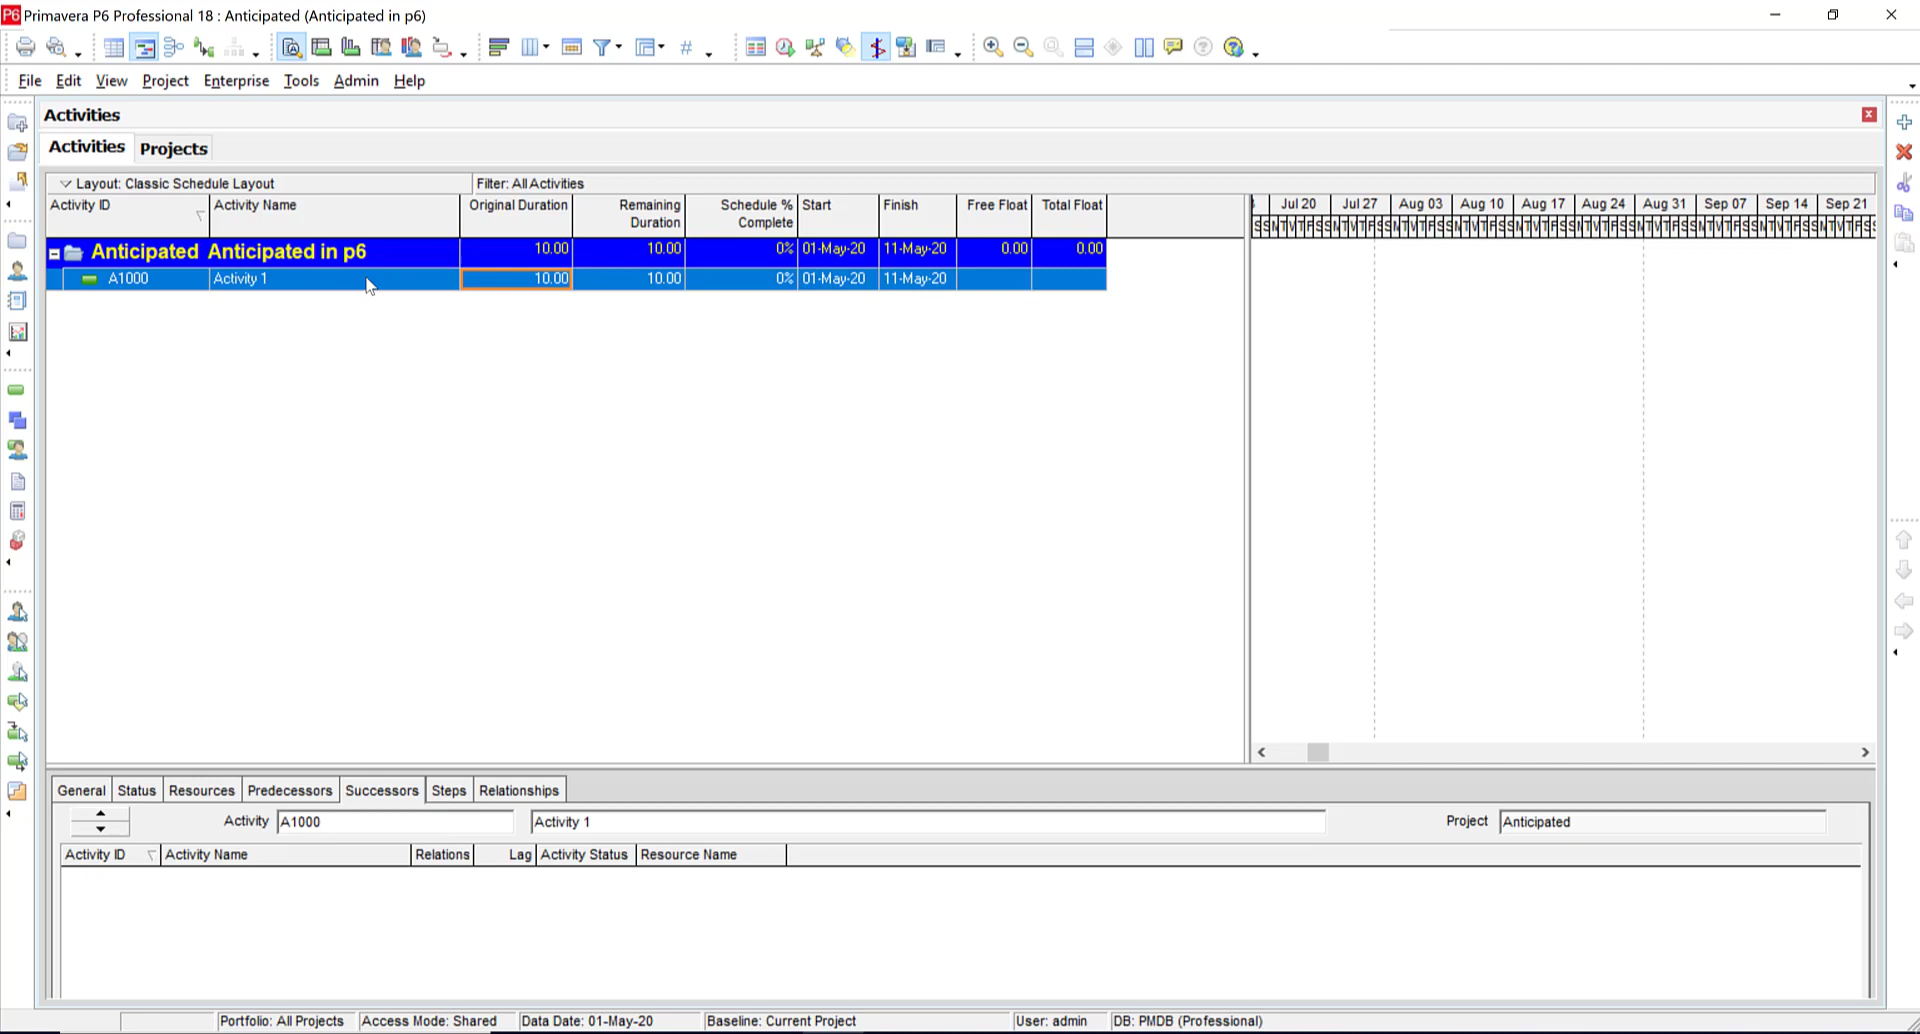 P6 Primavera P6 Professional 18 : Anticipated (Anticipated in p6)
File Edit View Project Enterprise Tools Admin Help
Activities
Activities Projects
Layout: Classic Schedule Layout Filter: All Activities
Activity ID Activity Name Original Duration Remaining Duration Schedule % Complete Start Finish Free Float Total Float Jul 20 Jul 27 Aug 03 Aug 10 Aug 17 Aug 24 Aug 31 Sep 07 Sep 14 Sep 21
Anticipated Anticipated in p6 10.00 10.00 0% 01-May-20 11-May-20 0.00 0.00
A1000 Activity 1 10.00 10.00 0% 01-May-20 11-May-20
General Status Resources Predecessors Successors Steps Relationships
Activity A1000 Activity 1 Project Anticipated
Activity ID Activity Name Relations Lag Activity Status Resource Name
Portfolio: All Projects Access Mode: Shared Data Date: 01-May-20 Baseline: Current Project User: admin DB: PMDB (Professional)